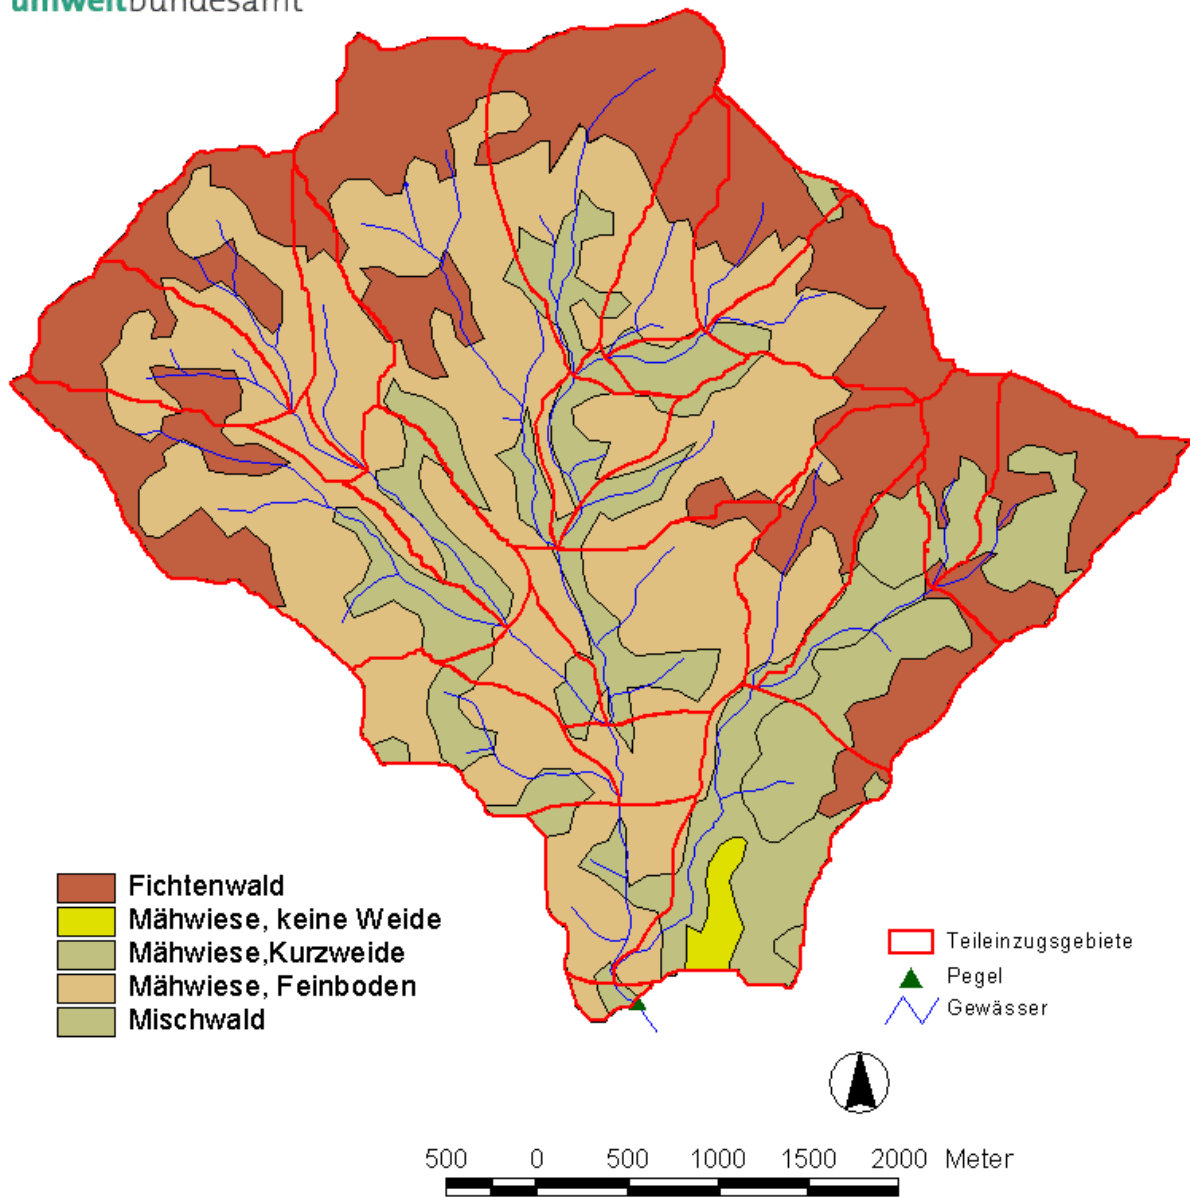 umweltbundesamt
Fichtenwald
Mähwiese, keine Weide
Mähwiese,Kurzweide
Mähwiese, Feinboden
Mischwald
Teileinzugsgebiete
Pegel
Gewässer
500 0 500 1000 1500 2000 Meter